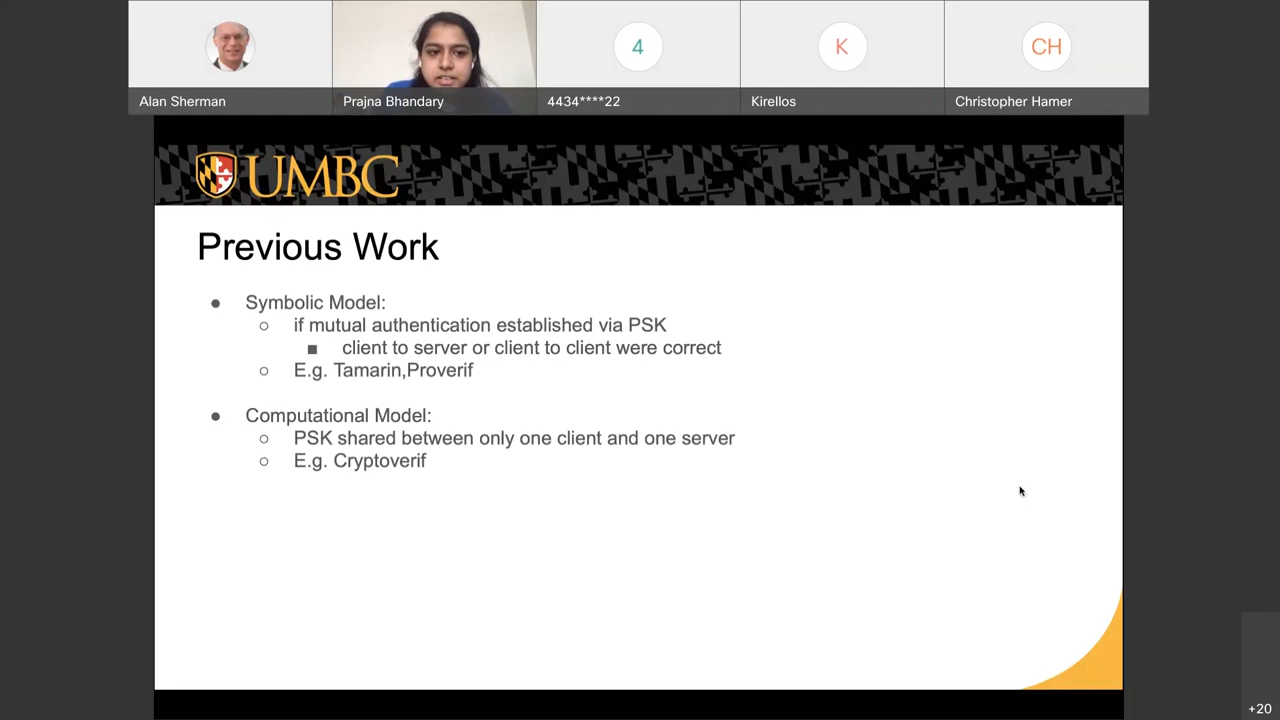 Alan Sherman
Prajna Bhandary
4
4434****22
K
Kirellos
CH
Christopher Hamer
UMBC
Previous Work
● Symbolic Model:
○ if mutual authentication established via PSK
■ client to server or client to client were correct
○ E.g. Tamarin,Proverif
● Computational Model:
○ PSK shared between only one client and one server
○ E.g. Cryptoverif
+20